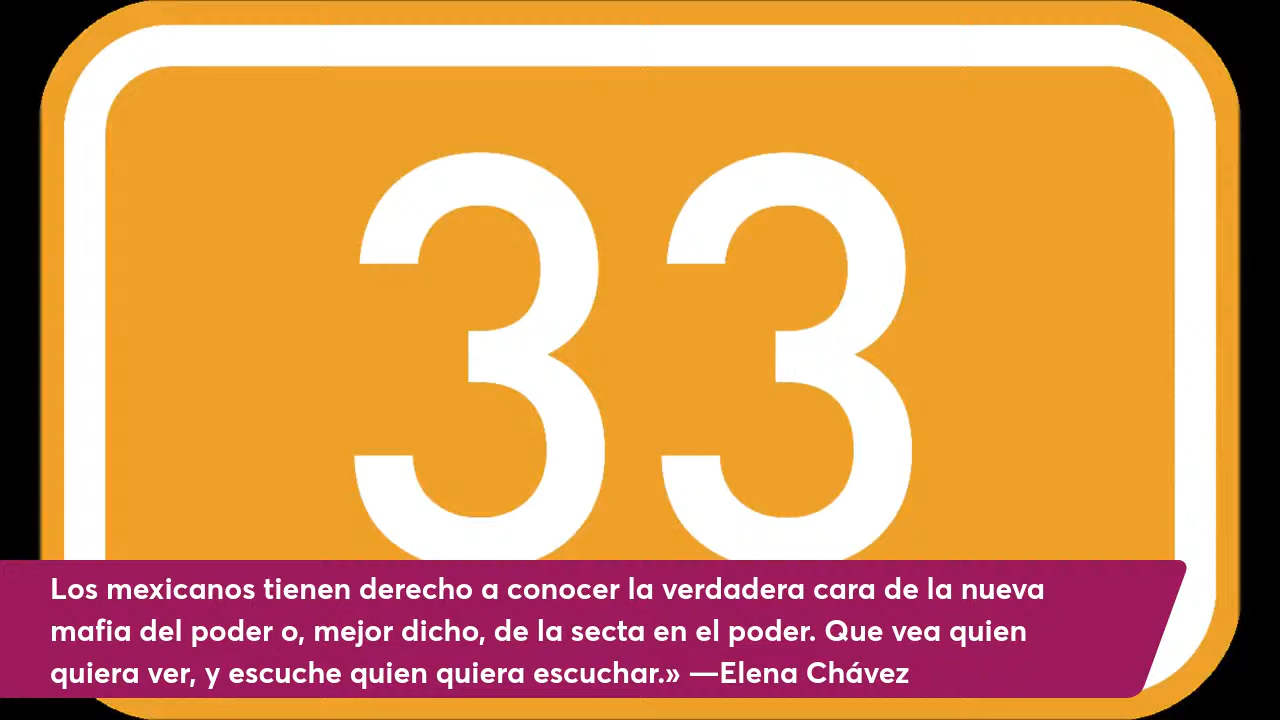 33
Los mexicanos tienen derecho a conocer la verdadera cara de la nueva
mafia del poder o, mejor dicho, de la secta en el poder. Que vea quien
quiera ver, y escuche quien quiera escuchar.» —Elena Chávez